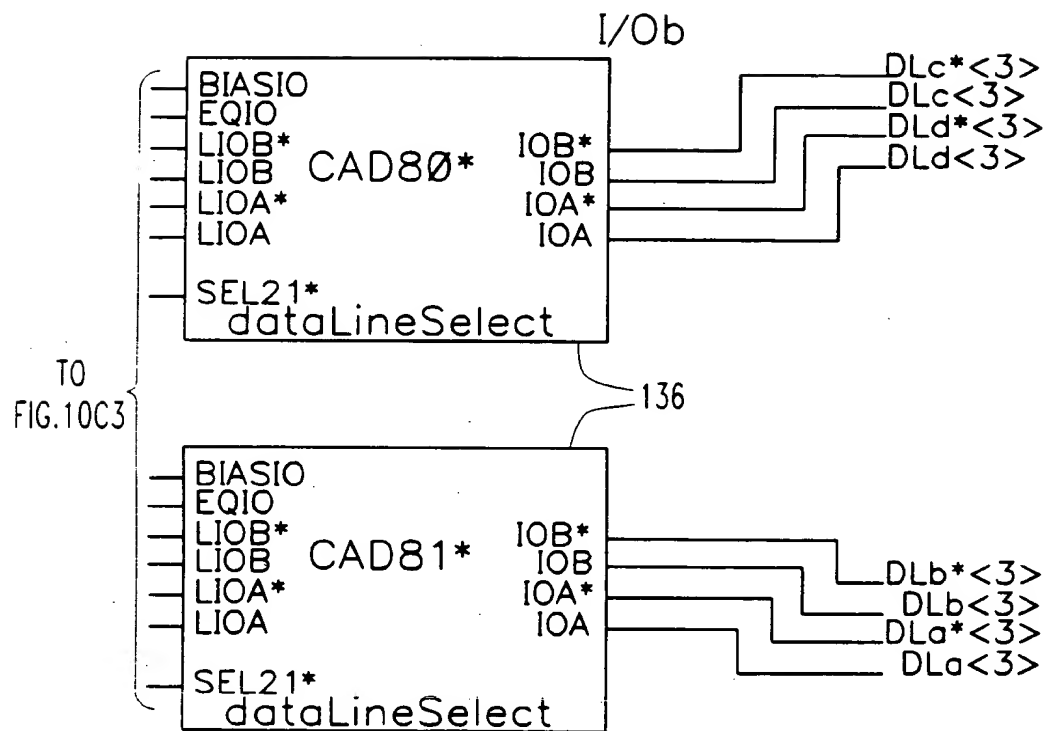 I/Ob
BIASIO
EQIO
LIOB*
LIOB
LIOA*
LIOA
SEL21*
CAD80*
dataLineSelect
IOB*
IOB
IOA*
IOA
DLc*<3>
DLc<3>
DLd*<3>
DLd<3>
TO
FIG.10C3
136
BIASIO
EQIO
LIOB*
LIOB
LIOA*
LIOA
SEL21*
CAD81*
dataLineSelect
IOB*
IOB
IOA*
IOA
DLb*<3>
DLb<3>
DLa*<3>
DLa<3>